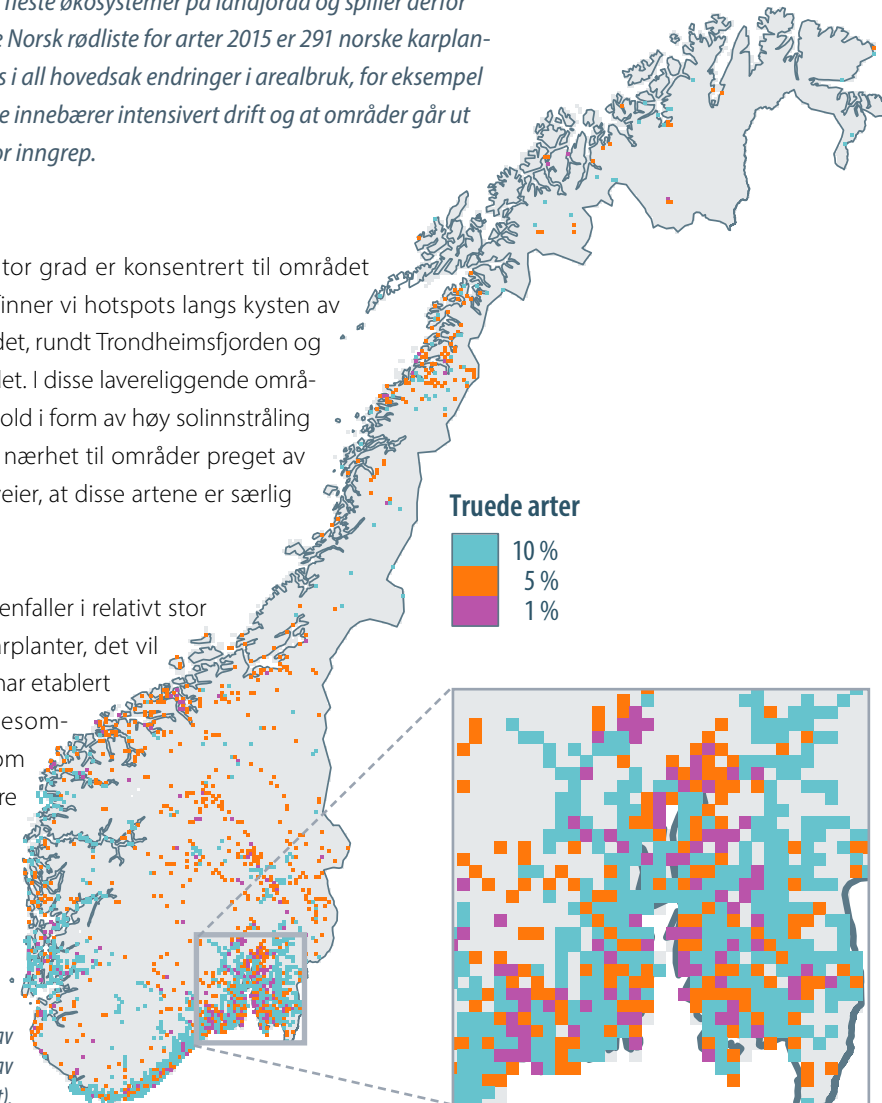 fleste økosystemer på landjorda og spiller derfor
e Norsk rødliste for arter 2015 er 291 norske karplan-
s i all hovedsak endringer i arealbruk, for eksempel
e innebærer intensivert drift og at områder går ut
or inngrep.
tor grad er konsentrert til området
finner vi hotspots langs kysten av
det, rundt Trondheimsfjorden og
det. I disse lavereliggende områ-
old i form av høy solinnstråling
nærhet til områder preget av
veier, at disse artene er særlig
enfaller i relativt stor
arplanter, det vil
har etablert
esom-
om
re
Truede arter
10 %
5 %
1 %
av
av
t).